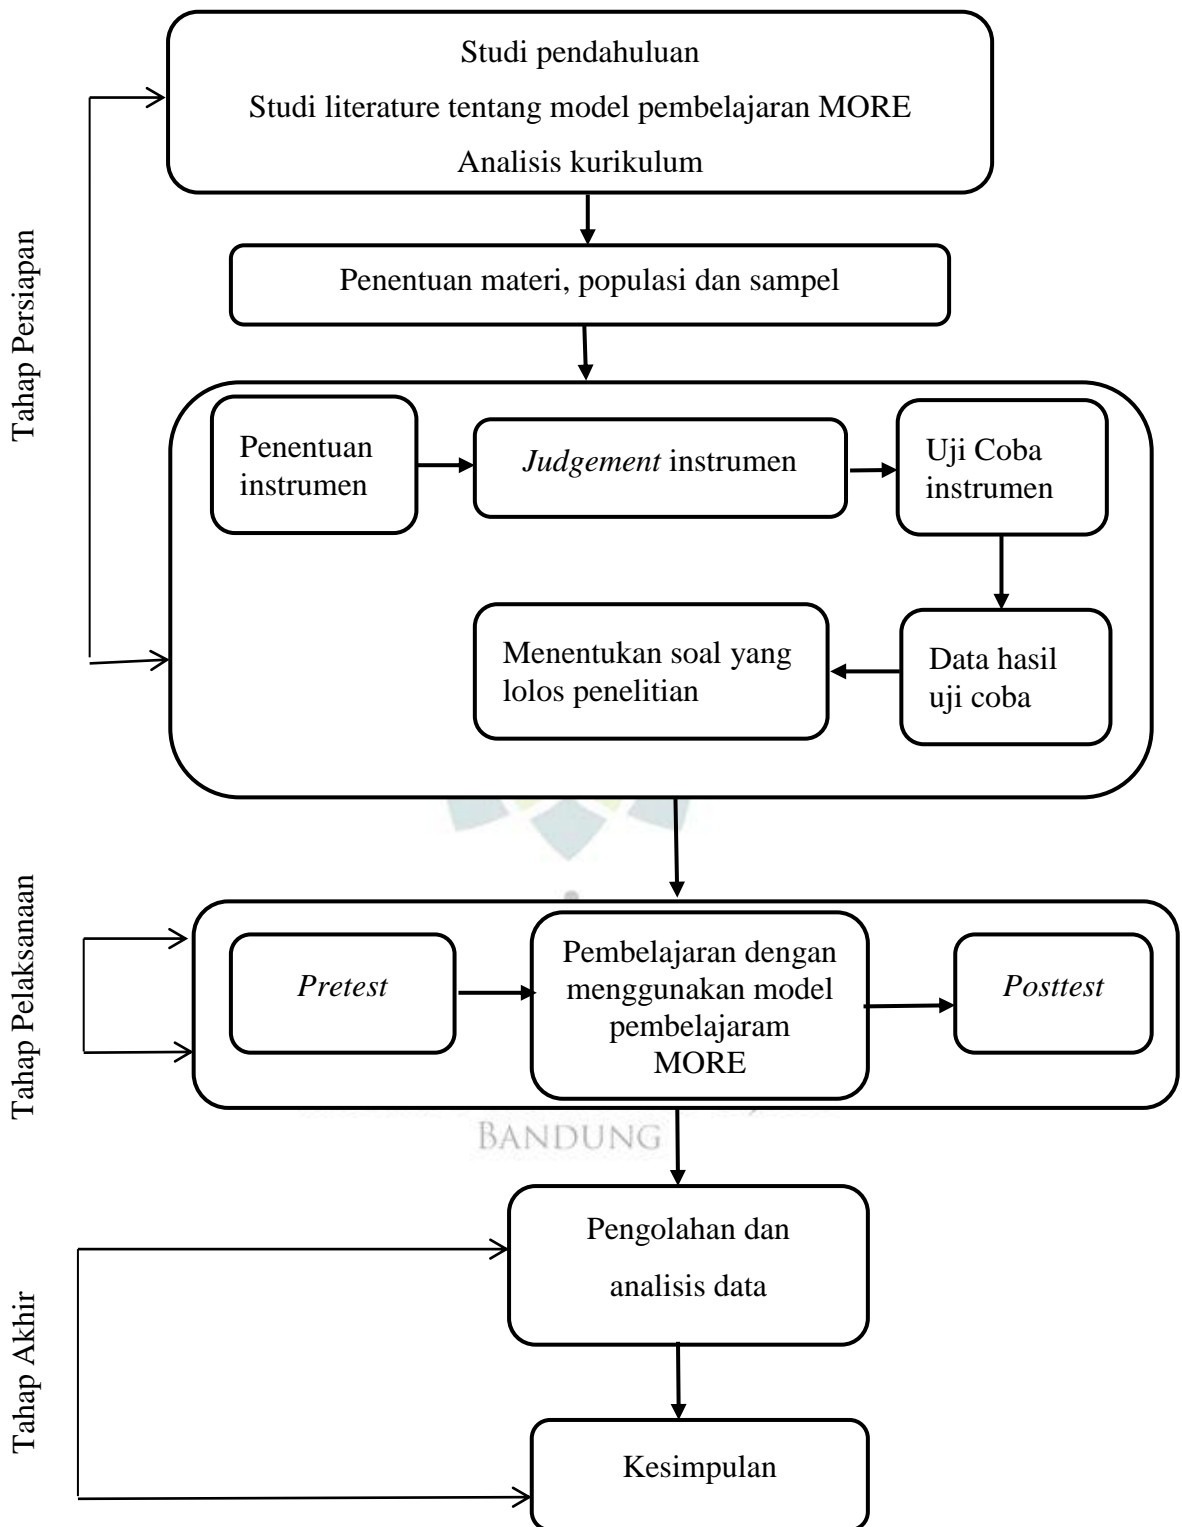 Tahap Persiapan
Studi pendahuluan
Studi literature tentang model pembelajaran MORE
Analisis kurikulum
Penentuan materi, populasi dan sampel
Penentuan
instrumen
Judgement instrumen
Uji Coba
instrumen
Data hasil
uji coba
Menentukan soal yang
lolos penelitian
Tahap Pelaksanaan
Pretest
Pembelajaran dengan
menggunakan model
pembelajaram
MORE
Posttest
BANDUNG
Tahap Akhir
Pengolahan dan
analisis data
Kesimpulan